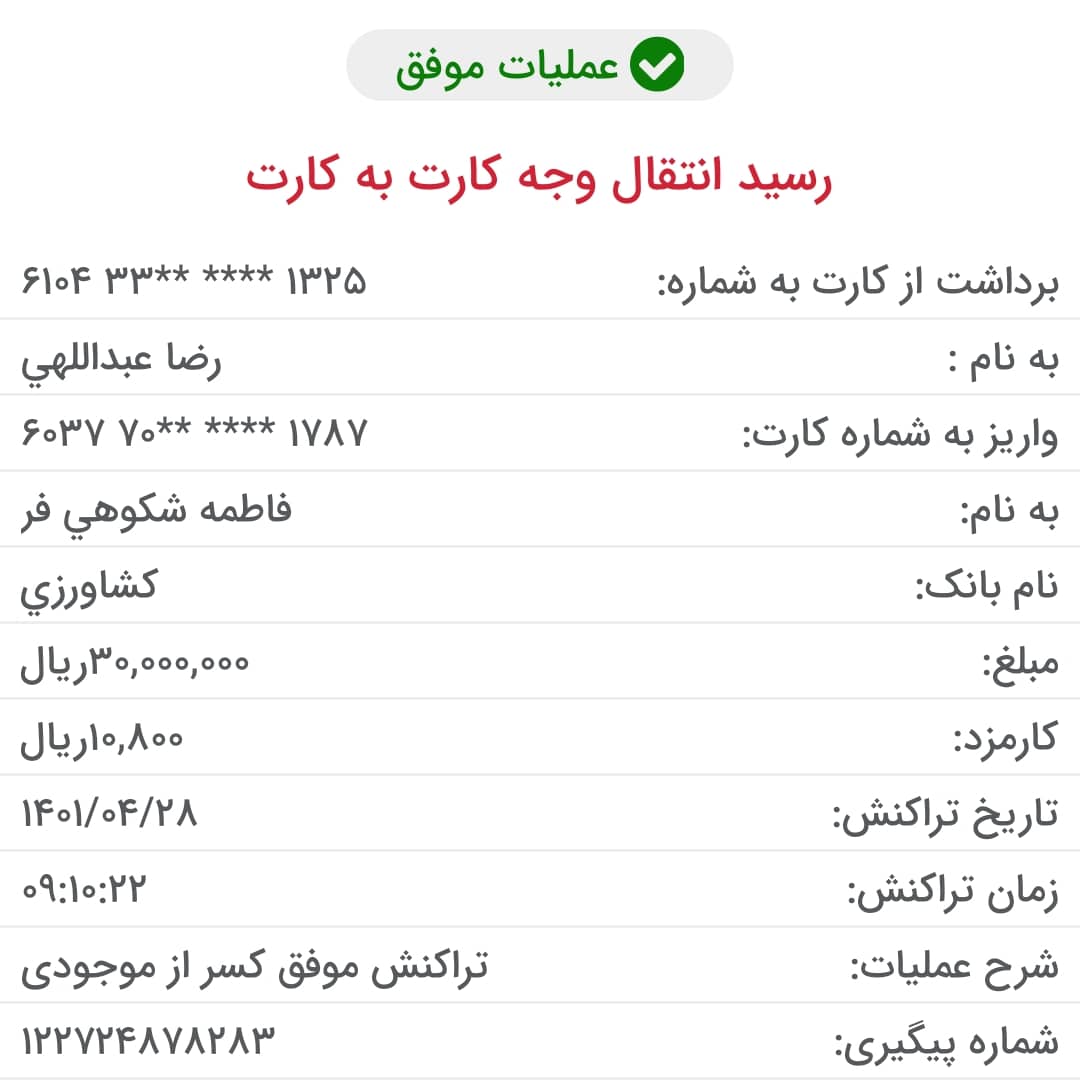 عملیات موفق
رسید انتقال وجه کارت به کارت
برداشت از کارت به شماره: ۶۱۰۴ ۳۳** **** ۱۳۲۵
به نام : رضا عبداللهي
واریز به شماره کارت: ۶۰۳۷ ۷۰** **** ۱۷۸۷
به نام: فاطمه شکوهي فر
نام بانک: کشاورزي
مبلغ: ۳۰,۰۰۰,۰۰۰ریال
کارمزد: ۱۰,۸۰۰ریال
تاریخ تراکنش: ۱۴۰۱/۰۴/۲۸
زمان تراکنش: ۰۹:۱۰:۲۲
شرح عملیات: تراکنش موفق کسر از موجودی
شماره پیگیری: ۱۲۲۷۲۴۸۷۸۲۸۳